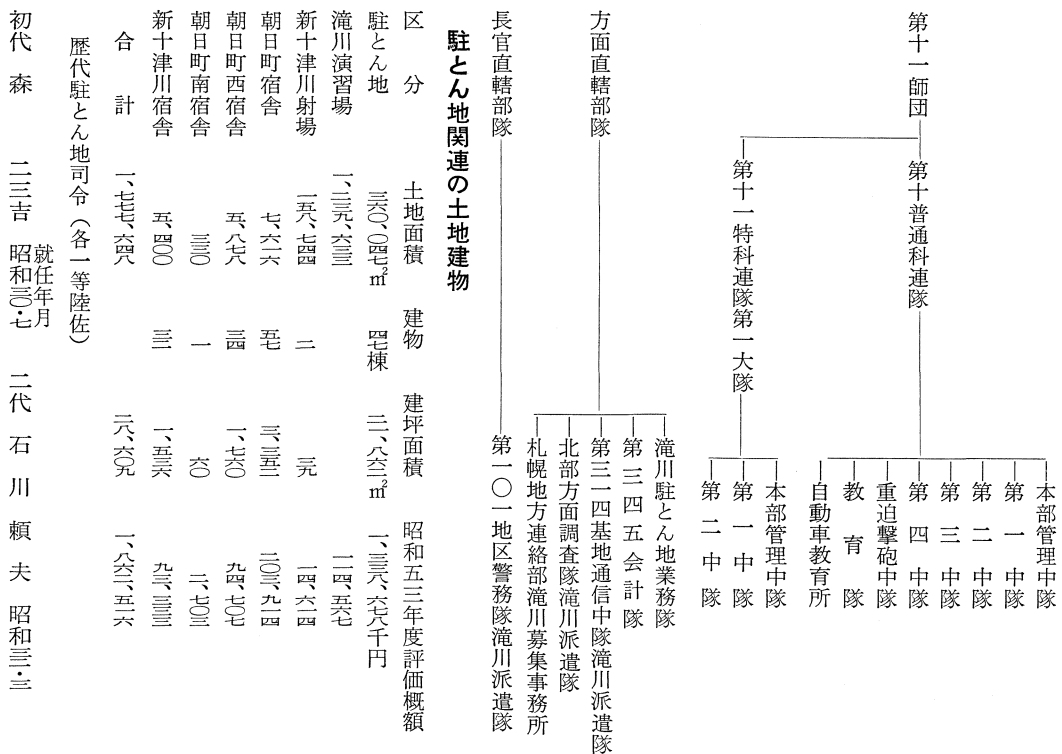 第十一師団
第十普通科連隊
本部管理中隊
第一中隊
第二中隊
第三中隊
第四中隊
重迫撃砲中隊
教育隊
自動車教育所
第十一特科連隊第一大隊
本部管理中隊
第一中隊
第二中隊
方面直轄部隊
滝川駐とん地業務隊
第三四五会計隊
第三一四基地通信中隊滝川派遣隊
北部方面調査隊滝川派遣隊
札幌地方連絡部滝川募集事務所
長官直轄部隊
第一〇一地区警務隊滝川派遣隊
駐とん地関連の土地建物
区分 土地面積 建物 建坪面積 昭和五三年度評価概額
駐とん地 三六〇、〇四七㎡ 四七棟 二一、八六二㎡ 一、三三八、六七八千円
滝川演習場 一、二三九、六三三 一一四、五六七
新十津川射場 一五八、七四四 二 三九 一四、六一四
朝日町宿舎 七、六一六 五七 三、三五二 二〇三、九一四
朝日町西宿舎 五、八七八 三四 一、七六〇 九四、七〇七
朝日町南宿舎 三三〇 一 六〇 二、七〇三
新十津川宿舎 五、四〇〇 三二 一、五三六 九三、三三三
合計 一、七七七、六四八 二八、六〇九 一、八六二、五一六
歴代駐とん地司令（各一等陸佐）
就任年月
初代 森 二三吉 昭和三〇・七 二代 石川頼夫 昭和三二・三